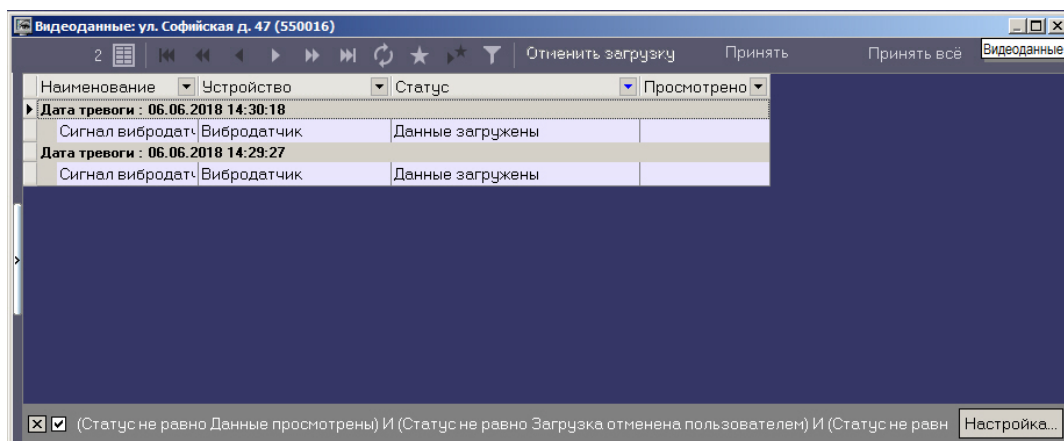 Видеоданные: ул. Софийская д. 47 (550016)
2 Отменить загрузку Принять Принять всё Видеоданные
Наименование Устройство Статус Просмотрено
Дата тревоги : 06.06.2018 14:30:18
Сигнал вибродатч Вибродатчик Данные загружены
Дата тревоги : 06.06.2018 14:29:27
Сигнал вибродатч Вибродатчик Данные загружены
(Статус не равно Данные просмотрены) И (Статус не равно Загрузка отменена пользователем) И (Статус не равн Настройка...